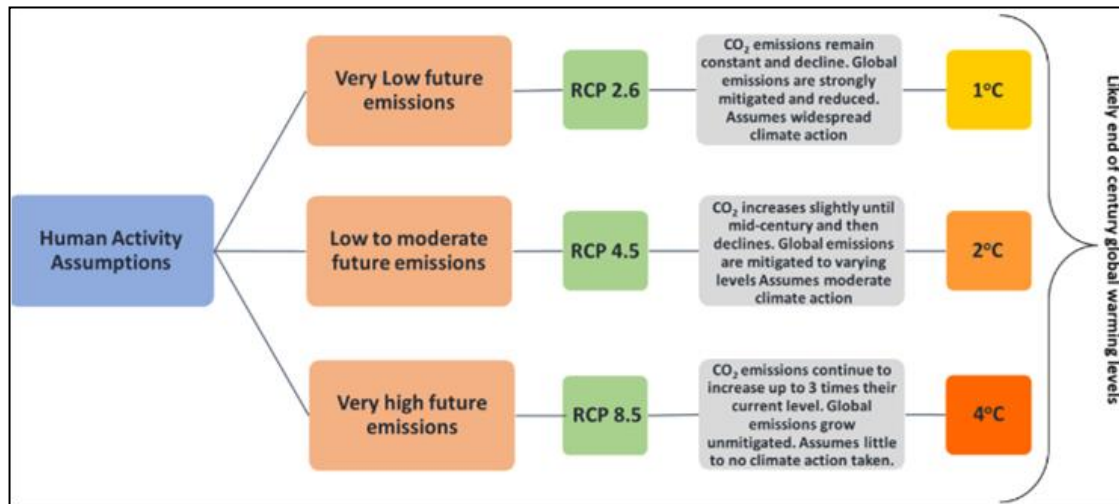 Human Activity
Assumptions
Very Low future
emissions
RCP 2.6
CO₂ emissions remain
constant and decline. Global
emissions are strongly
mitigated and reduced.
Assumes widespread
climate action
1°C
Low to moderate
future emissions
RCP 4.5
CO₂ increases slightly until
mid-century and then
declines. Global emissions
are mitigated to varying
levels Assumes moderate
climate action
2°C
Very high future
emissions
RCP 8.5
CO₂ emissions continue to
increase up to 3 times their
current level. Global
emissions grow
unmitigated. Assumes little
to no climate action taken.
4°C
Likely end of century global warming levels